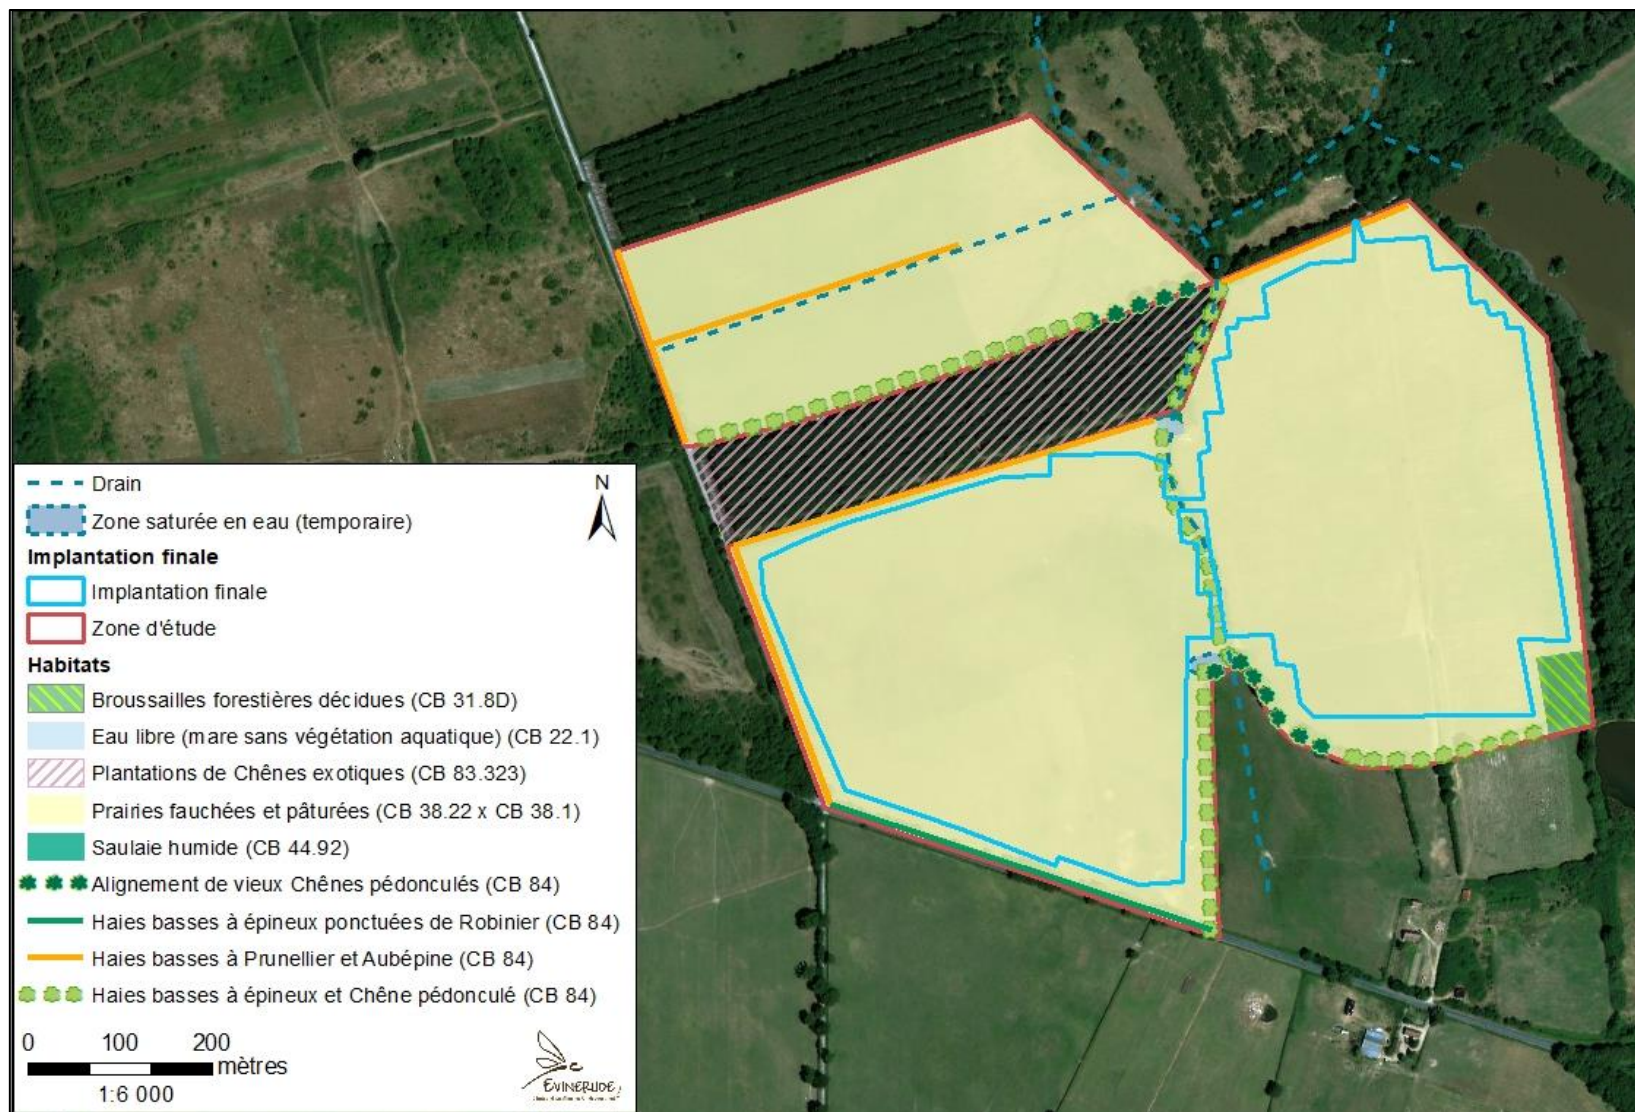 Drain
N
Zone saturée en eau (temporaire)
Implantation finale
Implantation finale
Zone d'étude
Habitats
Broussailles forestières décidues (CB 31.8D)
Eau libre (mare sans végétation aquatique) (CB 22.1)
Plantations de Chênes exotiques (CB 83.323)
Prairies fauchées et pâturées (CB 38.22 x CB 38.1)
Saulaie humide (CB 44.92)
Alignement de vieux Chênes pédonculés (CB 84)
Haies basses à épineux ponctuées de Robinier (CB 84)
Haies basses à Prunellier et Aubépine (CB 84)
Haies basses à épineux et Chêne pédonculé (CB 84)
0 100 200
mètres
1:6 000
EVINERUDE